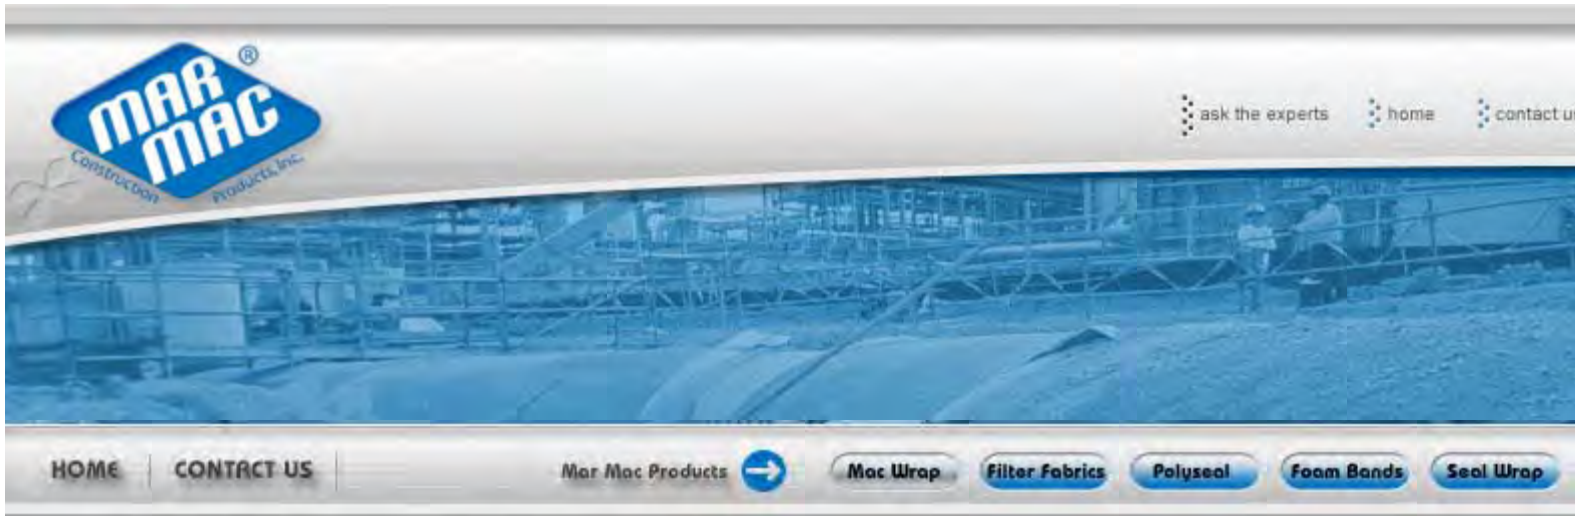 MAR
MAC
®
Construction Products, Inc.
ask the experts home contact us
HOME CONTACT US Mar Mac Products Mac Wrap Filter Fabrics Polyseal Foam Bands Seal Wrap